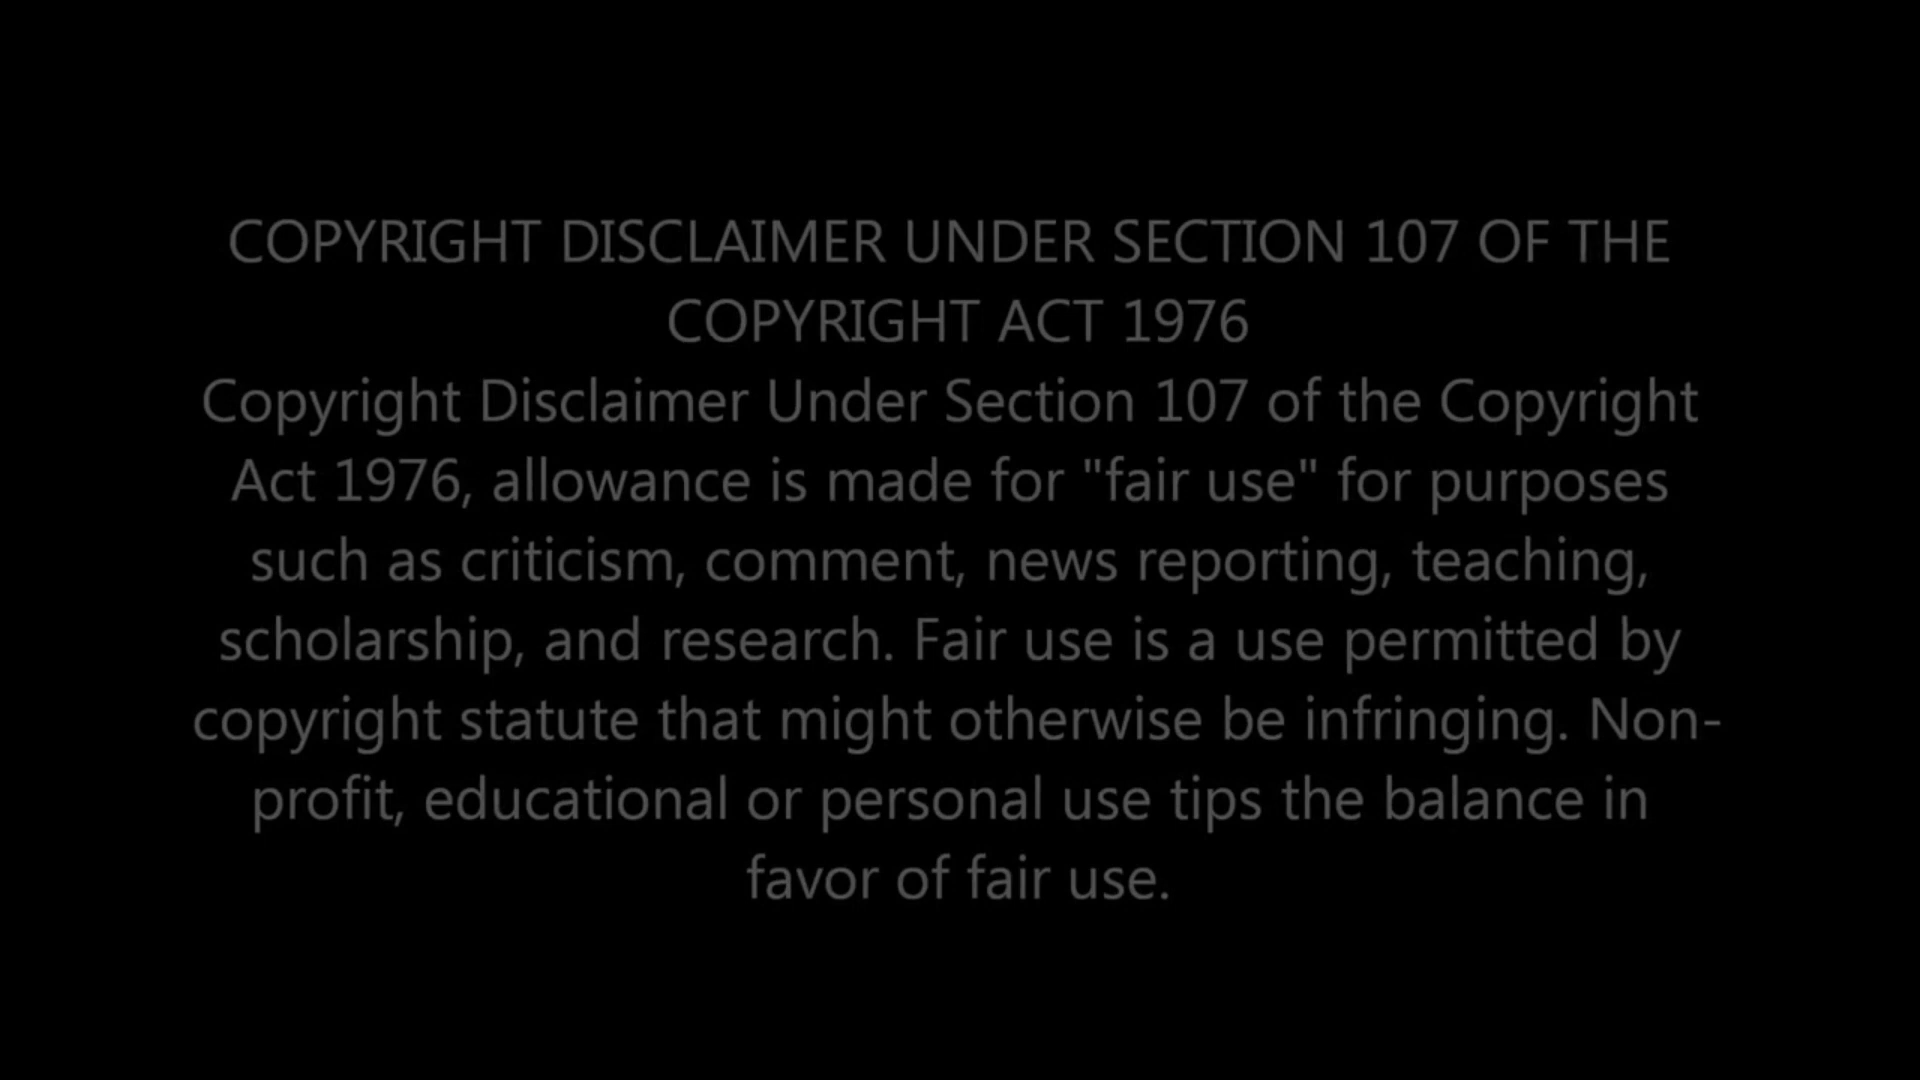 COPYRIGHT DISCLAIMER UNDER SECTION 107 OF THE
COPYRIGHT ACT 1976
Copyright Disclaimer Under Section 107 of the Copyright
Act 1976, allowance is made for "fair use" for purposes
such as criticism, comment, news reporting, teaching,
scholarship, and research. Fair use is a use permitted by
copyright statute that might otherwise be infringing. Non-
profit, educational or personal use tips the balance in
favor of fair use.